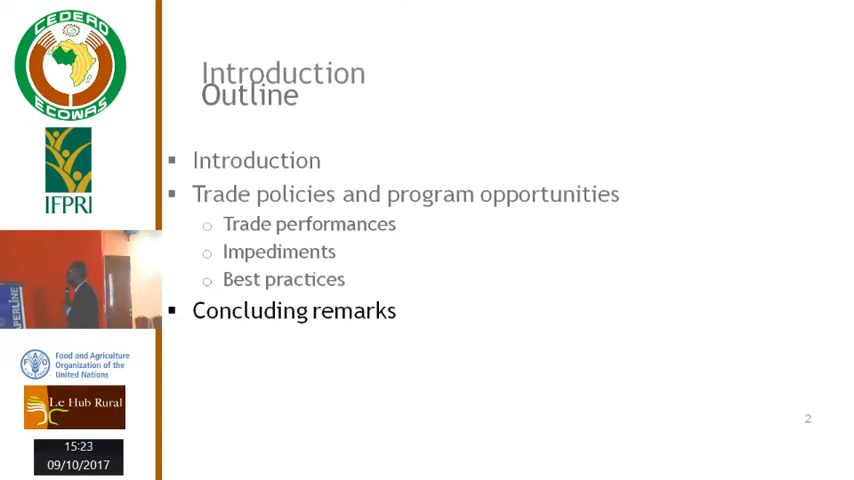 CEDEAO
ECOWAS
IFPRI
Introduction
Outline
Introduction
Trade policies and program opportunities
Trade performances
Impediments
Best practices
Concluding remarks
Food and Agriculture
Organization of the
United Nations
Le Hub Rural
15:23
09/10/2017
2